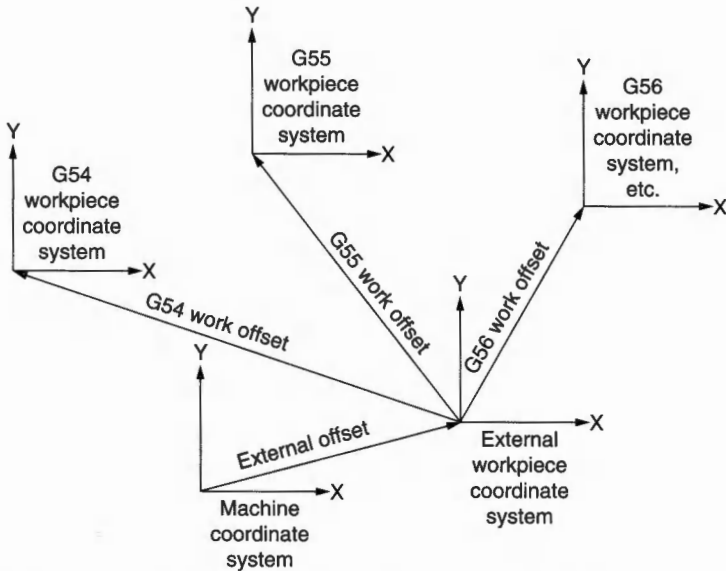 Y
G55
workpiece
coordinate
system
X
Y
G56
workpiece
coordinate
system,
etc.
X
Y
G54
workpiece
coordinate
system
X
G54 work offset
G55 work offset
G56 work offset
Y
X
External
workpiece
coordinate
system
Y
External offset
X
Machine
coordinate
system